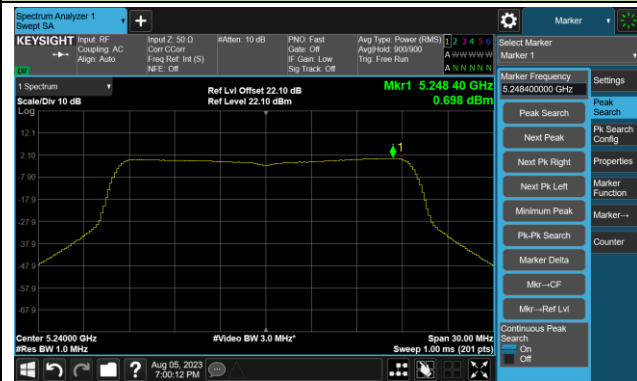 Spectrum Analyzer 1
Swept SA
+
Marker
KEYSIGHT
Input: RF
Coupling: AC
Align: Auto
Input Z: 50 Ω
Corr CCorr
Freq Ref: Int (S)
NFE: Off
#Atten: 10 dB
PNO: Fast
Gate: Off
IF Gain: Low
Sig Track: Off
Avg Type: Power (RMS)
Avg|Hold: 900/900
Trig: Free Run
1 2 3 4 5 6
A W W W W W
A N N N N N
LXI
Select Marker
Marker 1
1 Spectrum
Scale/Div 10 dB
Log
Ref Lvl Offset 22.10 dB
Ref Level 22.10 dBm
Mkr1 5.248 40 GHz
0.698 dBm
12.1
2.10
-7.90
-17.9
-27.9
-37.9
-47.9
-57.9
-67.9
1
Center 5.24000 GHz
#Res BW 1.0 MHz
#Video BW 3.0 MHz*
Span 30.00 MHz
Sweep 1.00 ms (201 pts)
Marker Frequency
5.248400000 GHz
Peak Search
Next Peak
Next Pk Right
Next Pk Left
Minimum Peak
Pk-Pk Search
Marker Delta
Mkr→CF
Mkr→Ref Lvl
Continuous Peak
Search
On
Off
Settings
Peak
Search
Pk Search
Config
Properties
Marker
Function
Marker→
Counter
?
Aug 05, 2023
7:00:12 PM